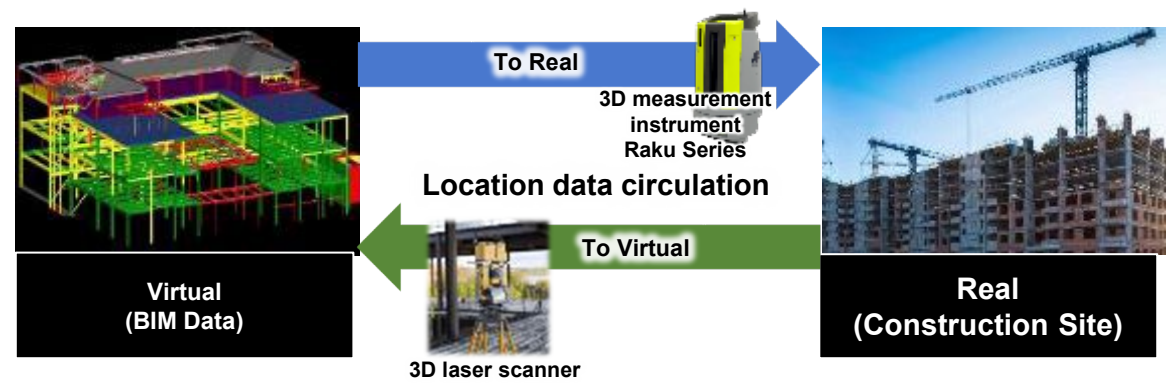 To Real
3D measurement
instrument
Raku Series
Location data circulation
To Virtual
3D laser scanner
Virtual
(BIM Data)
Real
(Construction Site)